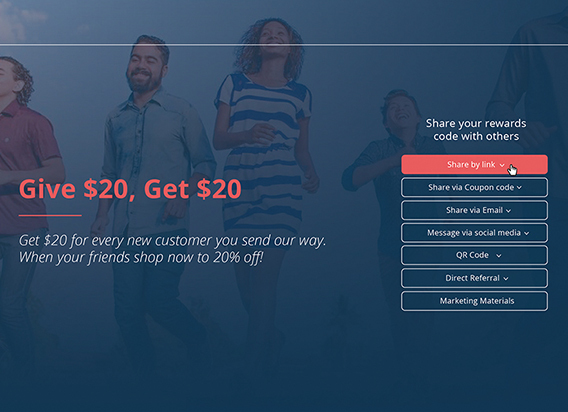 Share your rewards
code with others
Share by link
Give $20, Get $20
Share via Coupon code
Share via Email
Get $20 for every new customer you send our way.
When your friends shop now to 20% off!
Message via social media
QR Code
Direct Referral
Marketing Materials